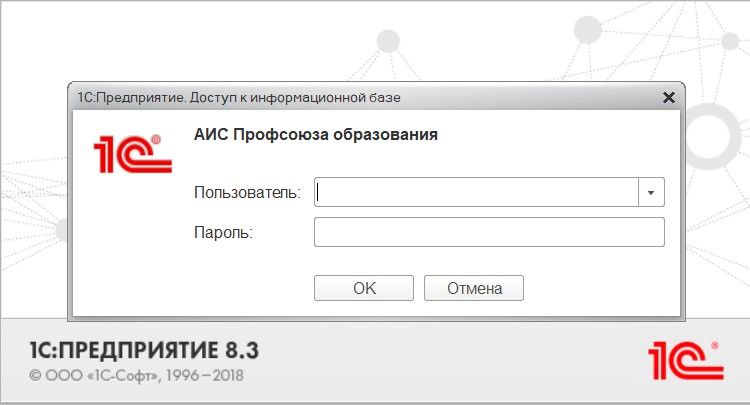 1С:Предприятие. Доступ к информационной базе
1С®
АИС Профсоюза образования
Пользователь:
Пароль:
OK
Отмена
1С:ПРЕДПРИЯТИЕ 8.3
© ООО «1С-Софт», 1996–2018
1С®